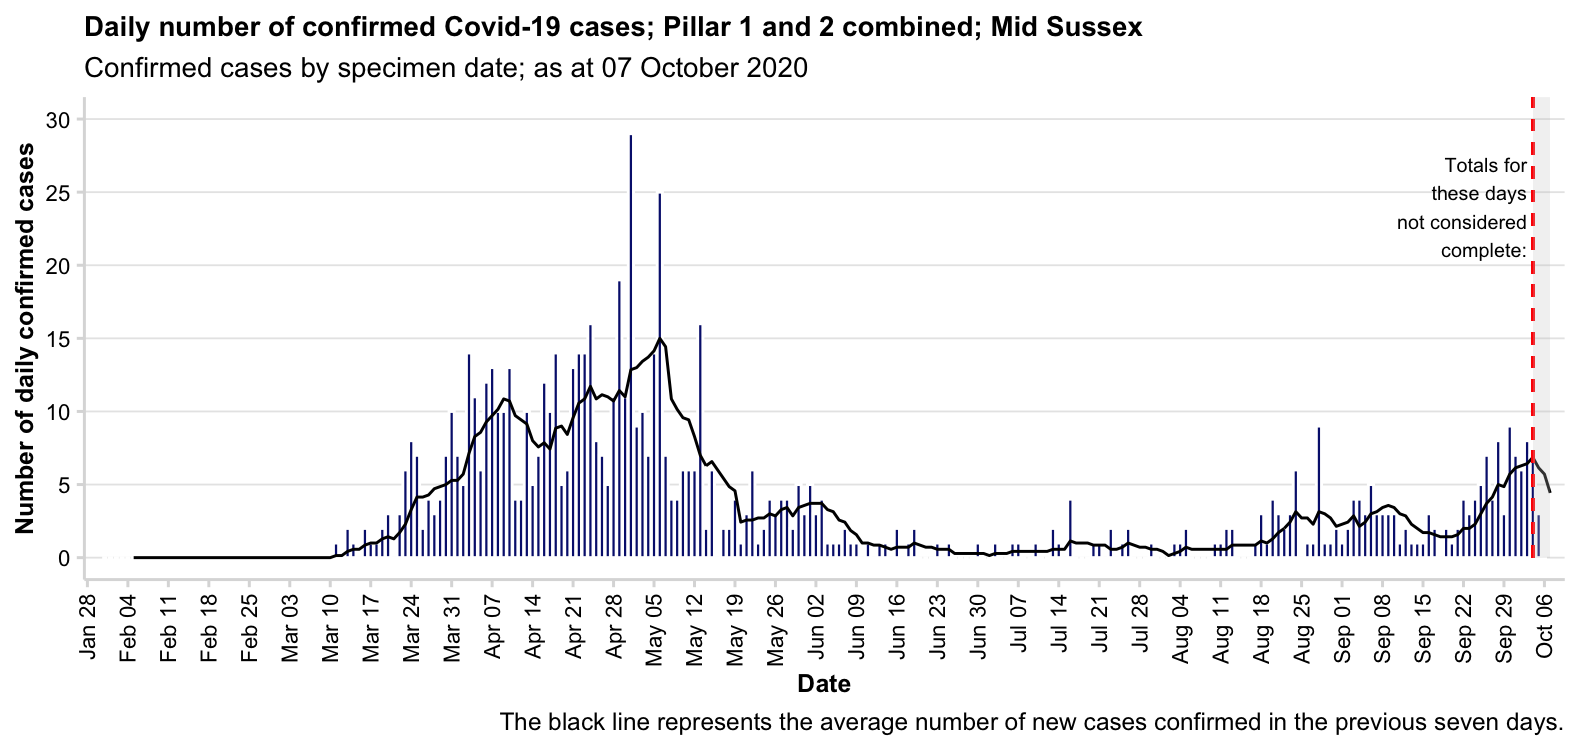 Daily number of confirmed Covid-19 cases; Pillar 1 and 2 combined; Mid Sussex
Confirmed cases by specimen date; as at 07 October 2020
Number of daily confirmed cases
30
25
20
15
10
5
0
Totals for
these days
not considered
complete:
Jan 28
Feb 04
Feb 11
Feb 18
Feb 25
Mar 03
Mar 10
Mar 17
Mar 24
Mar 31
Apr 07
Apr 14
Apr 21
Apr 28
May 05
May 12
May 19
May 26
Jun 02
Jun 09
Jun 16
Jun 23
Jun 30
Jul 07
Jul 14
Jul 21
Jul 28
Aug 04
Aug 11
Aug 18
Aug 25
Sep 01
Sep 08
Sep 15
Sep 22
Sep 29
Oct 06
Date
The black line represents the average number of new cases confirmed in the previous seven days.